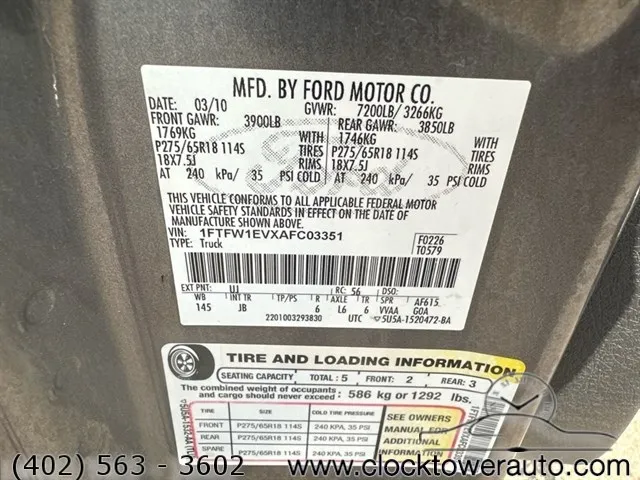 MFD. BY FORD MOTOR CO.
DATE: 03/10 GVWR: 7200LB/ 3266KG
FRONT GAWR: 3900LB REAR GAWR: 3850LB
1769KG WITH 1746KG WITH
P275/65R18 114S TIRES P275/65R18 114S TIRES
18X7.5J RIMS 18X7.5J RIMS
AT 240 kPa/ 35 PSI COLD AT 240 kPa/ 35 PSI COLD
THIS VEHICLE CONFORMS TO ALL APPLICABLE FEDERAL MOTOR
VEHICLE SAFETY STANDARDS IN EFFECT ON THE DATE OF
MANUFACTURE SHOWN ABOVE.
VIN: 1FTFW1EVXAFC03351 F0226
TYPE: Truck T0579
EXT PNT: UJ RC: 56 DSO:
WB INT TR TP/PS R AXLE TR SPR AF615
145 JB 6 L6 6 VVAA GOA
2201003293830 UTC 5U5A-1520472-BA
TIRE AND LOADING INFORMATION
SEATING CAPACITY TOTAL: 5 FRONT: 2 REAR: 3
The combined weight of occupants
and cargo should never exceed: 586 kg or 1292 lbs.
TIRE SIZE COLD TIRE PRESSURE SEE OWNERS
FRONT P275/65R18 114S 240 KPA, 35 PSI MANUAL FOR
REAR P275/65R18 114S 240 KPA, 35 PSI ADDITIONAL
SPARE P275/65R18 114S 240 KPA, 35 PSI INFORMATION
(402) 563 - 3602 www.clocktowerauto.com